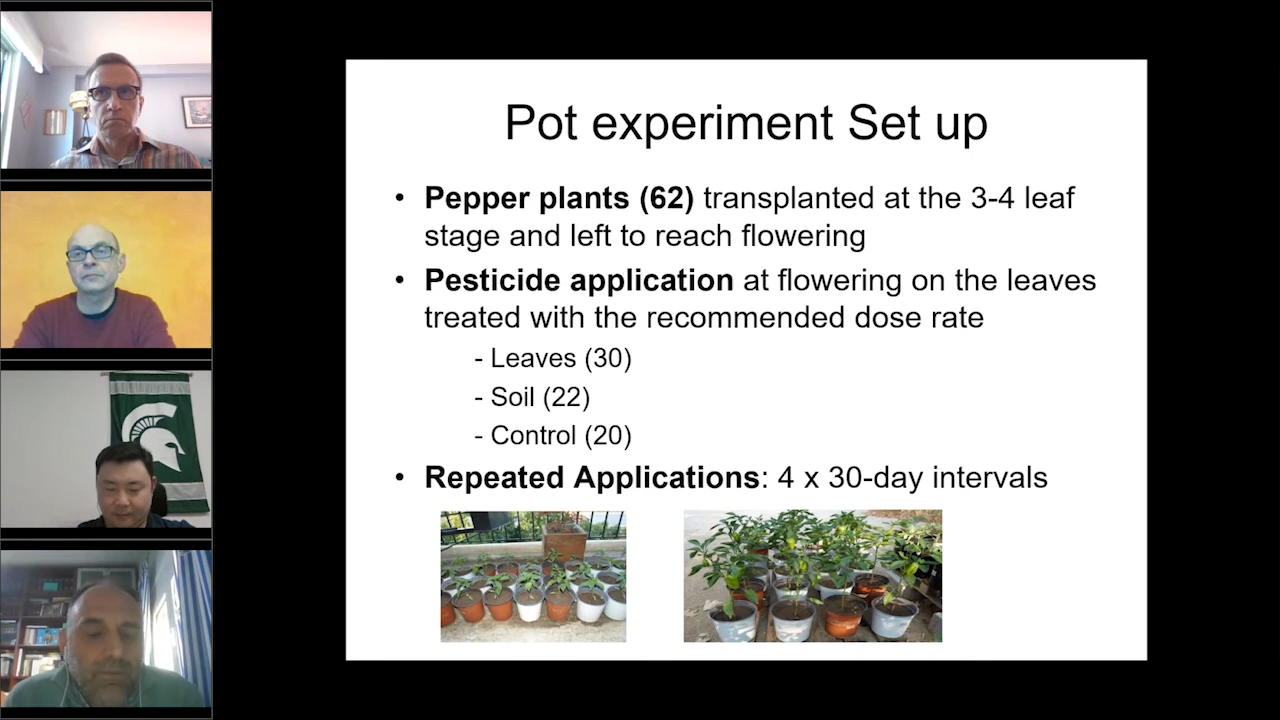 Pot experiment Set up
• Pepper plants (62) transplanted at the 3-4 leaf
stage and left to reach flowering
• Pesticide application at flowering on the leaves
treated with the recommended dose rate
- Leaves (30)
- Soil (22)
- Control (20)
• Repeated Applications: 4 x 30-day intervals